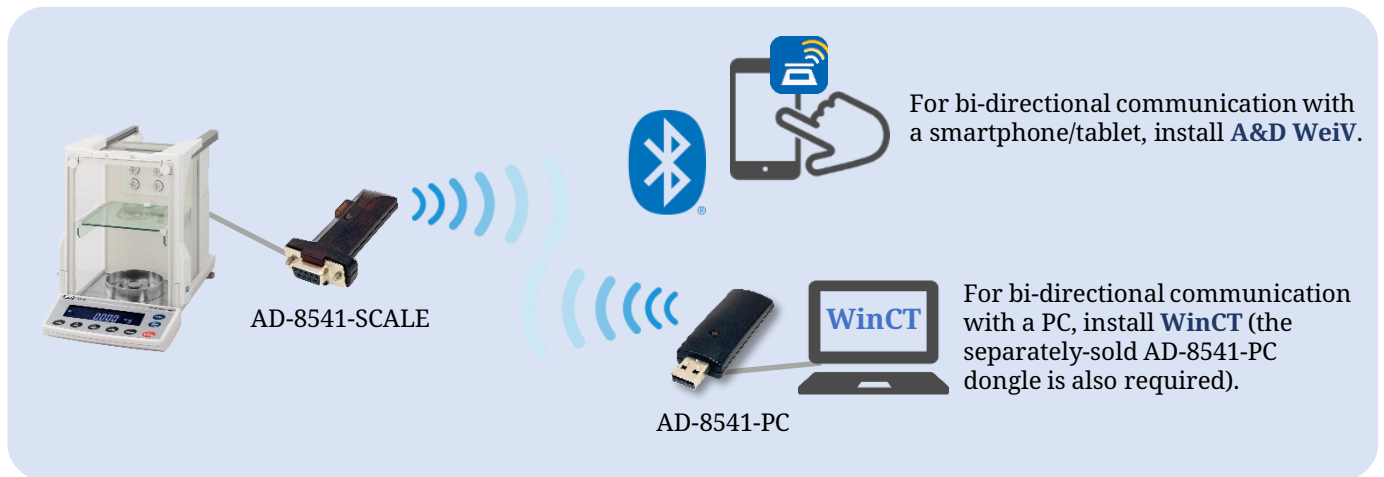 For bi-directional communication with
a smartphone/tablet, install A&D WeiV.
®
AD-8541-SCALE
WinCT
For bi-directional communication
with a PC, install WinCT (the
separately-sold AD-8541-PC
dongle is also required).
AD-8541-PC